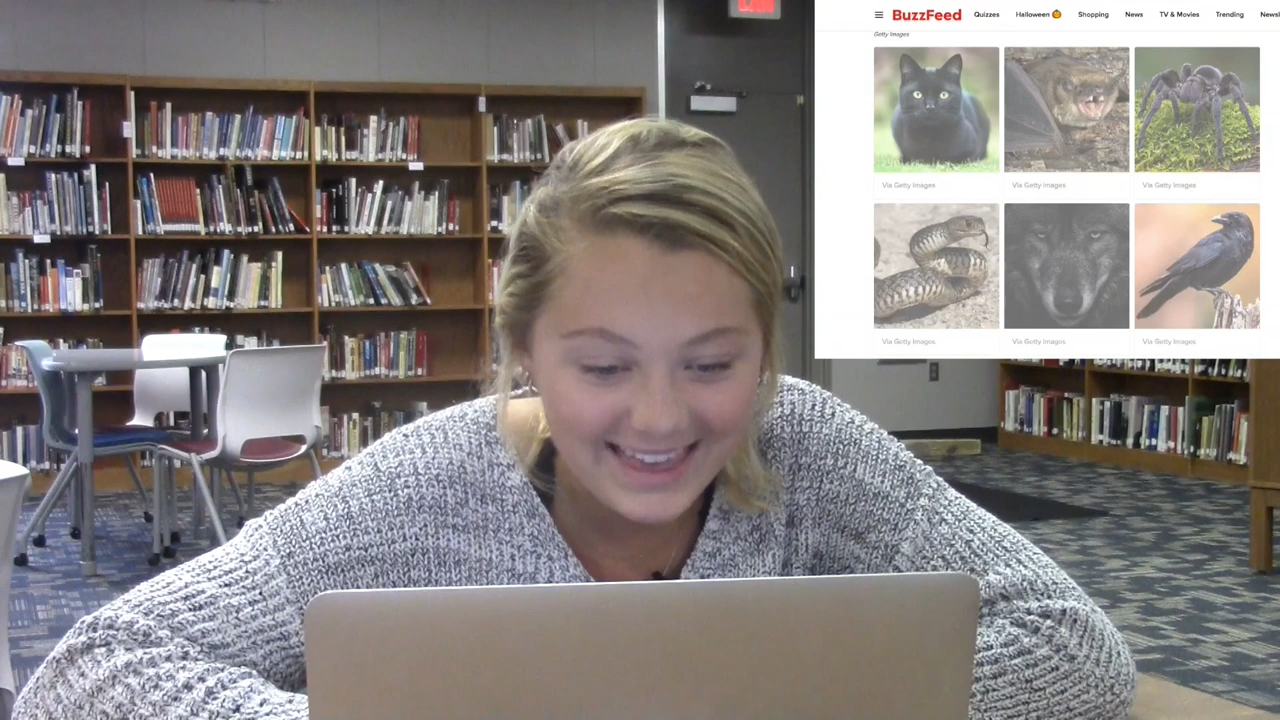 BuzzFeed Quizzes Halloween Shopping News TV & Movies Trending
Getty Images
Via Getty Images Via Getty Images Via Getty Images
Via Getty Images Via Getty Images Via Getty Images